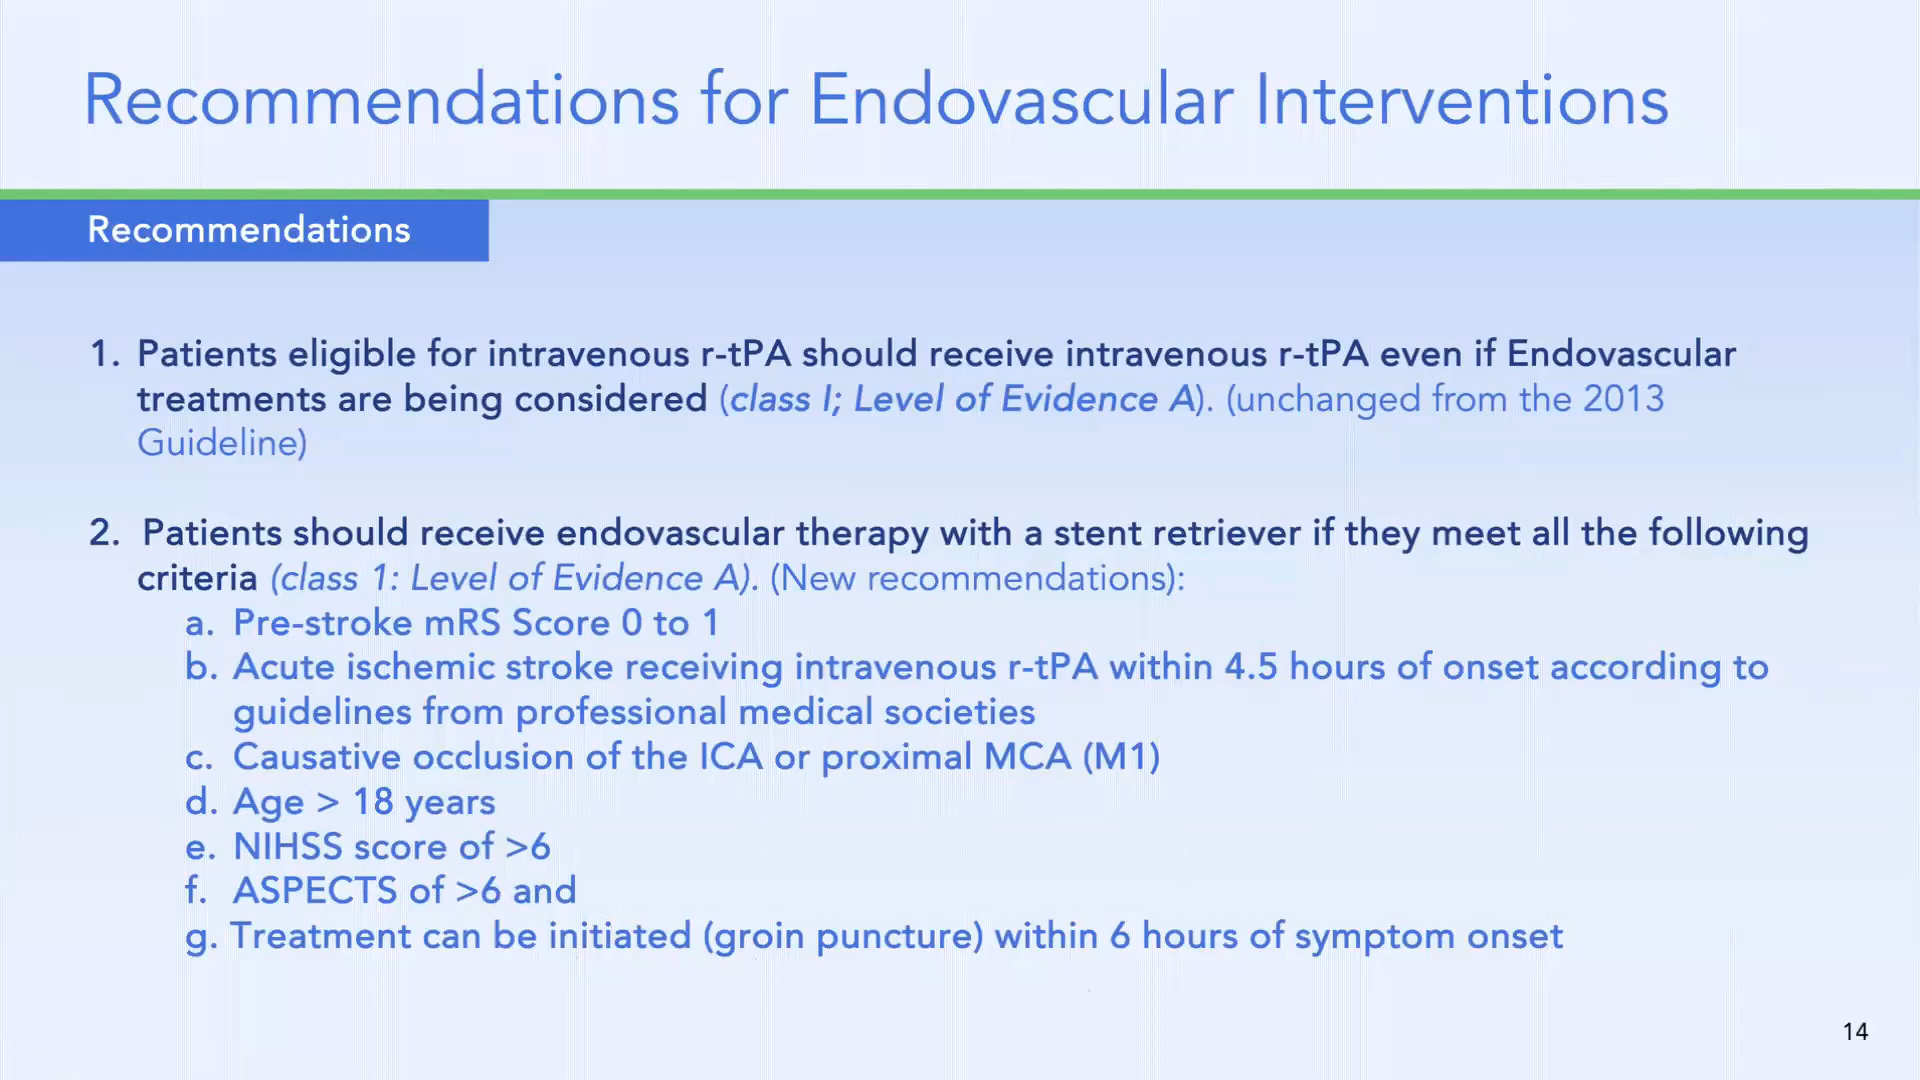 Recommendations for Endovascular Interventions
Recommendations
1. Patients eligible for intravenous r-tPA should receive intravenous r-tPA even if Endovascular
treatments are being considered (class I; Level of Evidence A). (unchanged from the 2013
Guideline)
2. Patients should receive endovascular therapy with a stent retriever if they meet all the following
criteria (class 1: Level of Evidence A). (New recommendations):
a. Pre-stroke mRS Score 0 to 1
b. Acute ischemic stroke receiving intravenous r-tPA within 4.5 hours of onset according to
guidelines from professional medical societies
c. Causative occlusion of the ICA or proximal MCA (M1)
d. Age > 18 years
e. NIHSS score of >6
f. ASPECTS of >6 and
g. Treatment can be initiated (groin puncture) within 6 hours of symptom onset
14